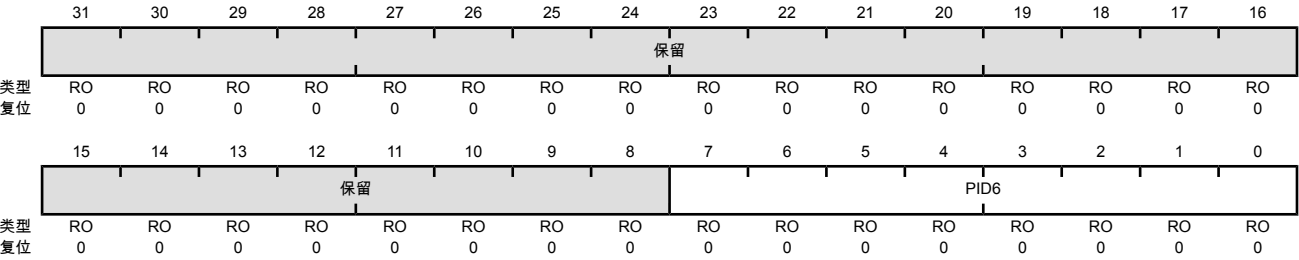 31 30 29 28 27 26 25 24 23 22 21 20 19 18 17 16
保留
类型 RO RO RO RO RO RO RO RO RO RO RO RO RO RO RO RO
复位 0 0 0 0 0 0 0 0 0 0 0 0 0 0 0 0
15 14 13 12 11 10 9 8 7 6 5 4 3 2 1 0
保留 PID6
类型 RO RO RO RO RO RO RO RO RO RO RO RO RO RO RO RO
复位 0 0 0 0 0 0 0 0 0 0 0 0 0 0 0 0